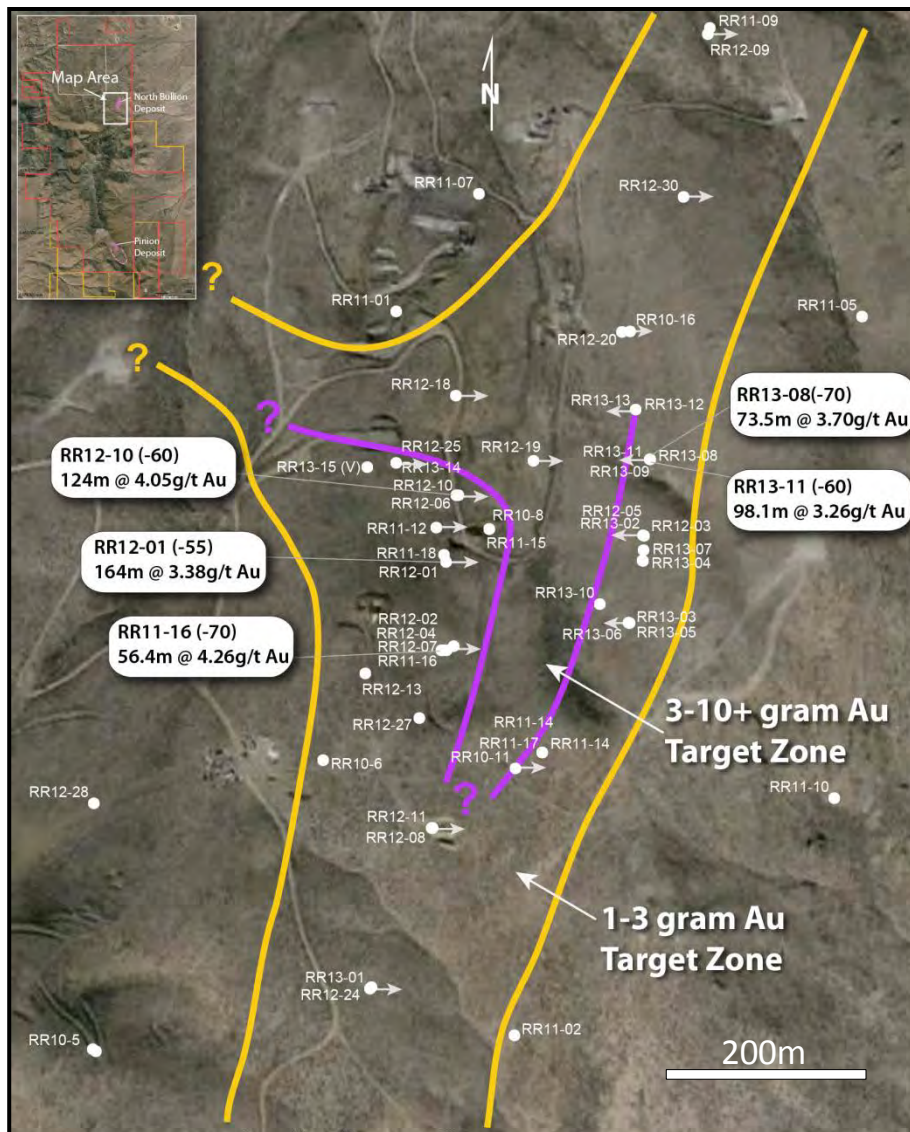 RR11-09
RR12-09
Map Area
North Bullion
Deposit
Pinion
Deposit
N
RR11-07
RR12-30
?
RR11-01
RR11-05
RR10-16
RR12-20
?
RR12-18
RR13-13
RR13-12
RR13-08(-70)
73.5m @ 3.70g/t Au
?
RR12-10 (-60)
124m @ 4.05g/t Au
RR12-25
RR13-15 (V)
RR13-14
RR12-19
RR13-11
RR13-08
RR13-09
RR12-10
RR12-06
RR13-11 (-60)
98.1m @ 3.26g/t Au
RR11-12
RR10-8
RR11-15
RR12-05
RR13-02
RR12-03
RR13-07
RR13-04
RR12-01 (-55)
164m @ 3.38g/t Au
RR11-18
RR12-01
RR13-10
RR13-03
RR13-06
RR13-05
RR11-16 (-70)
56.4m @ 4.26g/t Au
RR12-02
RR12-04
RR12-07
RR11-16
RR12-13
3-10+ gram Au
Target Zone
RR12-27
RR11-14
RR11-17
RR11-14
RR10-11
RR10-6
RR12-28
RR11-10
?
RR12-11
RR12-08
1-3 gram Au
Target Zone
RR13-01
RR12-24
RR11-02
RR10-5
200m